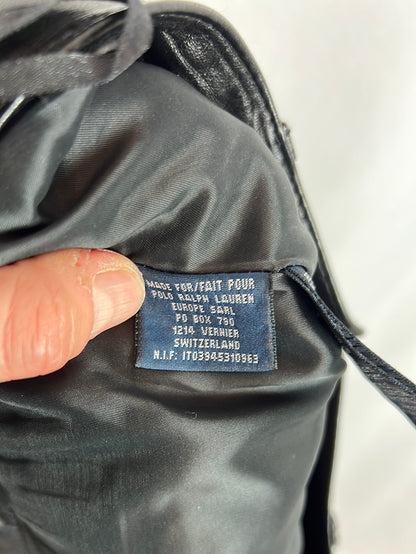 MADE FOR/FAIT POUR
POLO RALPH LAUREN
EUROPE SARL
PO BOX 790
1214 VERNIER
SWITZERLAND
N.I.F: IT03945310963